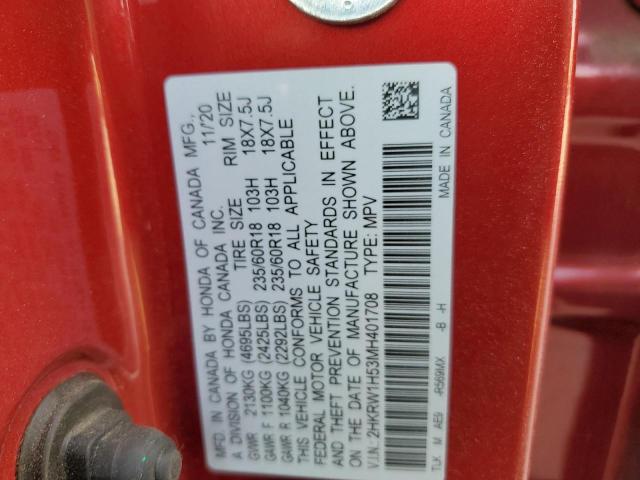 MFD. IN CANADA BY HONDA OF CANADA MFG.,
A DIVISION OF HONDA CANADA INC. 11/20
TIRE SIZE RIM SIZE
GVWR 2130KG (4695LBS)
GAWR F 1100KG (2425LBS) 235/60R18 103H 18X7.5J
GAWR R 1040KG (2292LBS) 235/60R18 103H 18X7.5J
THIS VEHICLE CONFORMS TO ALL APPLICABLE
FEDERAL MOTOR VEHICLE SAFETY
AND THEFT PREVENTION STANDARDS IN EFFECT
ON THE DATE OF MANUFACTURE SHOWN ABOVE.
V.I.N.: 2HKRW1H53MH401708 TYPE: MPV
TLK M AE9 -R569MX -B -H MADE IN CANADA